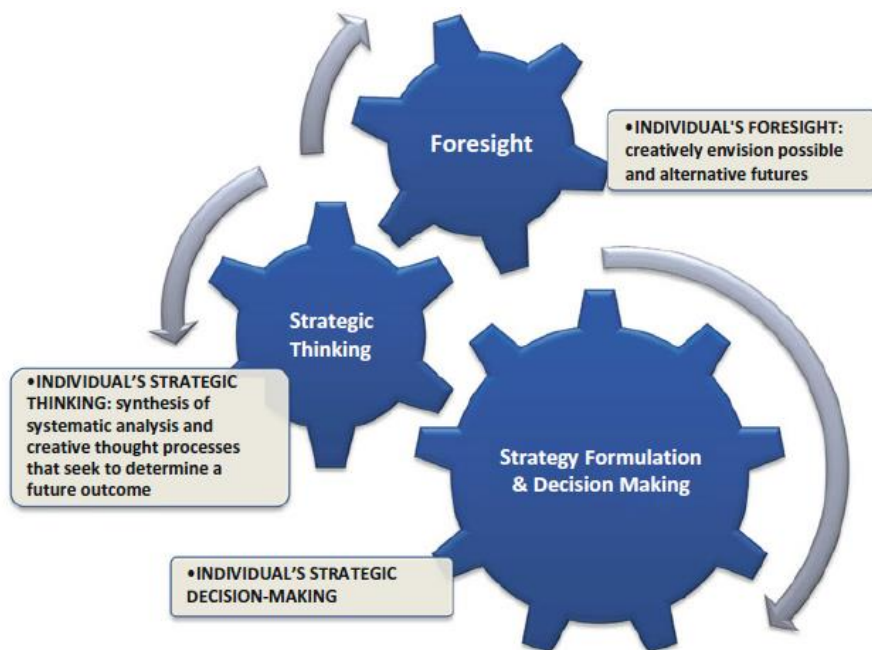 Foresight
•INDIVIDUAL'S FORESIGHT:
creatively envision possible
and alternative futures
Strategic
Thinking
•INDIVIDUAL’S STRATEGIC
THINKING: synthesis of
systematic analysis and
creative thought processes
that seek to determine a
future outcome
Strategy Formulation
& Decision Making
•INDIVIDUAL’S STRATEGIC
DECISION-MAKING